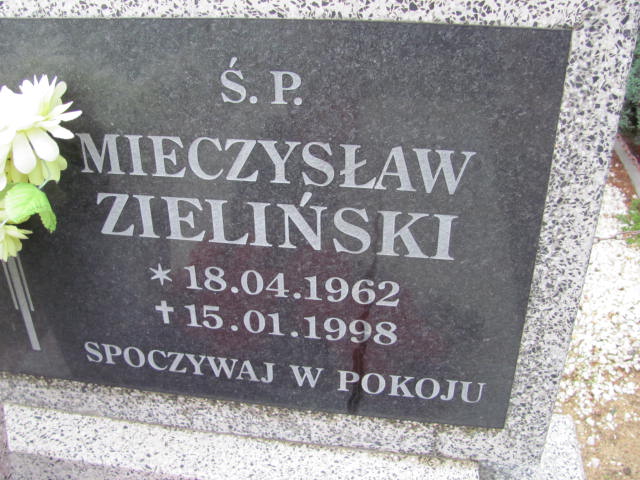 Ś. P.
MIECZYSŁAW
ZIELIŃSKI
* 18.04.1962
✝ 15.01.1998
SPOCZYWAJ W POKOJU